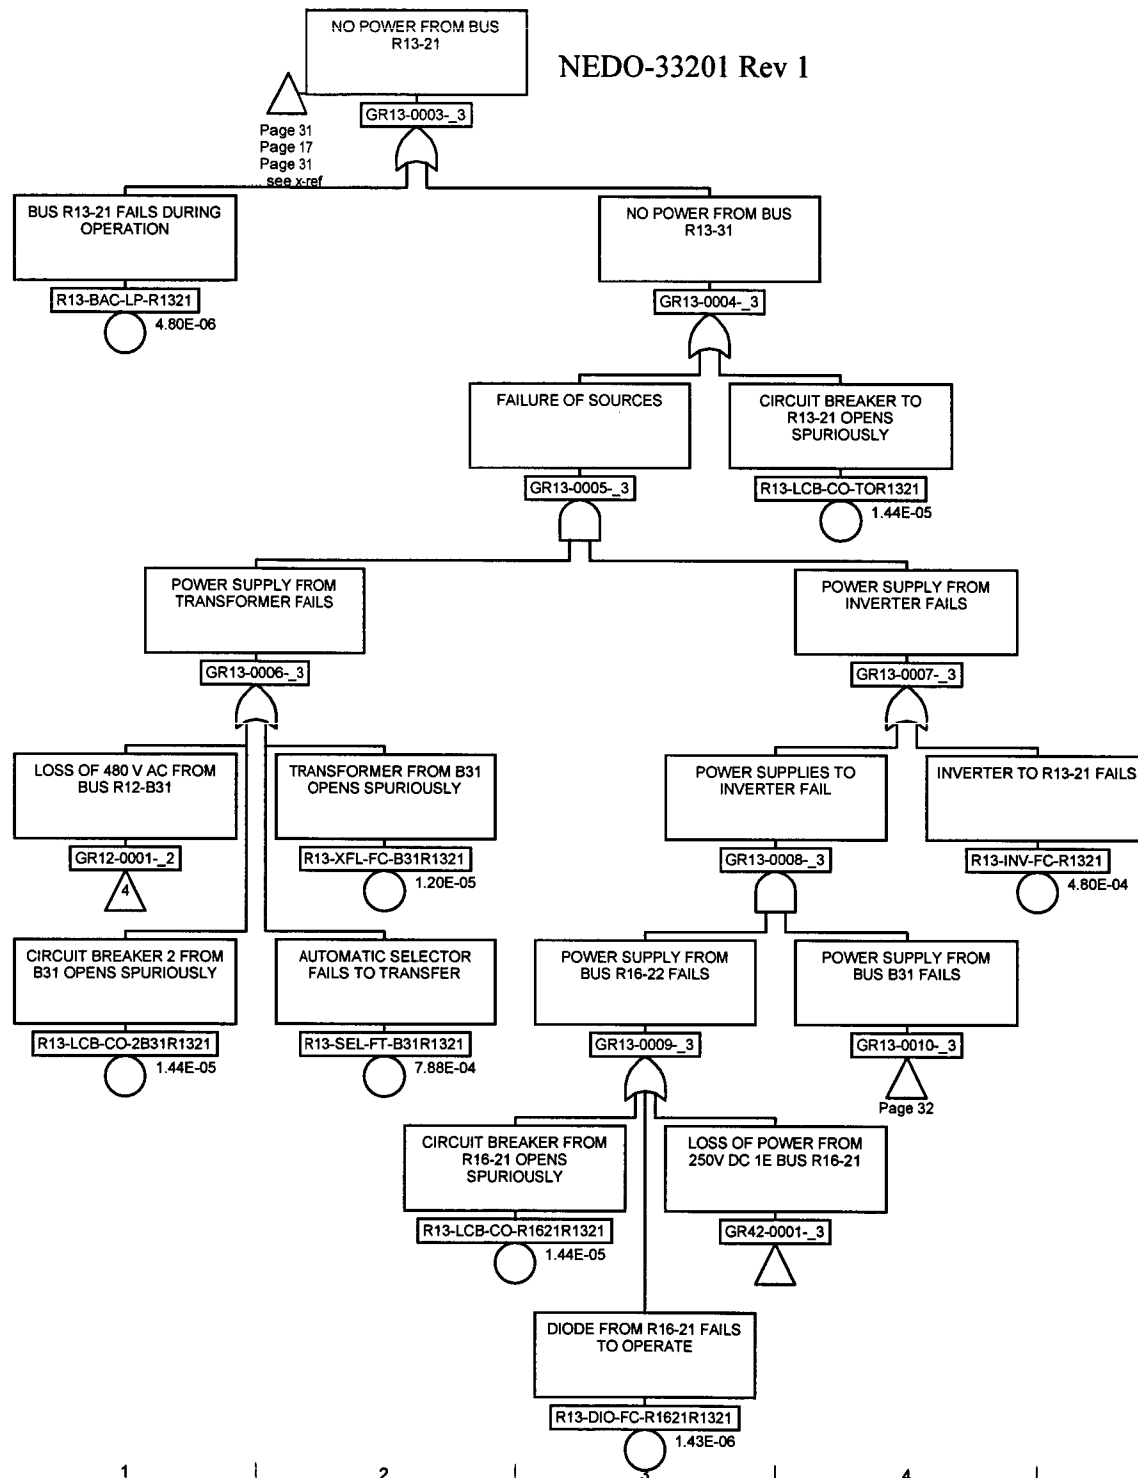 NO POWER FROM BUS
R13-21
NEDO-33201 Rev 1
GR13-0003-_3
Page 31
Page 17
Page 31
see x-ref
BUS R13-21 FAILS DURING
OPERATION
R13-BAC-LP-R1321
4.80E-06
NO POWER FROM BUS
R13-31
GR13-0004-_3
FAILURE OF SOURCES
GR13-0005-_3
CIRCUIT BREAKER TO
R13-21 OPENS
SPURIOUSLY
R13-LCB-CO-TOR1321
1.44E-05
POWER SUPPLY FROM
TRANSFORMER FAILS
GR13-0006-_3
POWER SUPPLY FROM
INVERTER FAILS
GR13-0007-_3
LOSS OF 480 V AC FROM
BUS R12-B31
GR12-0001-_2
4
TRANSFORMER FROM B31
OPENS SPURIOUSLY
R13-XFL-FC-B31R1321
1.20E-05
POWER SUPPLIES TO
INVERTER FAIL
GR13-0008-_3
INVERTER TO R13-21 FAILS
R13-INV-FC-R1321
4.80E-04
CIRCUIT BREAKER 2 FROM
B31 OPENS SPURIOUSLY
R13-LCB-CO-2B31R1321
1.44E-05
AUTOMATIC SELECTOR
FAILS TO TRANSFER
R13-SEL-FT-B31R1321
7.88E-04
POWER SUPPLY FROM
BUS R16-22 FAILS
GR13-0009-_3
POWER SUPPLY FROM
BUS B31 FAILS
GR13-0010-_3
Page 32
CIRCUIT BREAKER FROM
R16-21 OPENS
SPURIOUSLY
R13-LCB-CO-R1621R1321
1.44E-05
LOSS OF POWER FROM
250V DC 1E BUS R16-21
GR42-0001-_3
DIODE FROM R16-21 FAILS
TO OPERATE
R13-DIO-FC-R1621R1321
1.43E-06
1 2 3 4